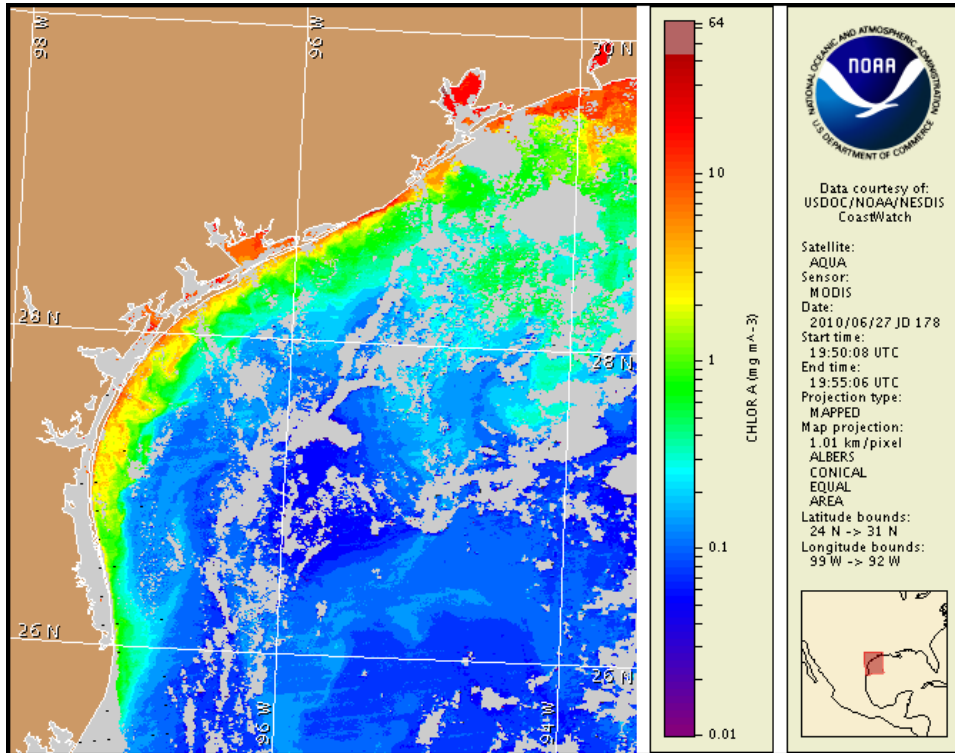 98 W
96 W
30 N
28 N
28 N
26 N
26 N
96 W
94 W
64
10
1
0.1
0.01
CHLOR A (mg m^-3)
NATIONAL OCEANIC AND ATMOSPHERIC ADMINISTRATION
NOAA
U.S. DEPARTMENT OF COMMERCE
Data courtesy of:
USDOC/NOAA/NESDIS
CoastWatch
Satellite:
AQUA
Sensor:
MODIS
Date:
2010/06/27 JD 178
Start time:
19:50:08 UTC
End time:
19:55:06 UTC
Projection type:
MAPPED
Map projection:
1.01 km/pixel
ALBERS
CONICAL
EQUAL
AREA
Latitude bounds:
24 N -> 31 N
Longitude bounds:
99 W -> 92 W